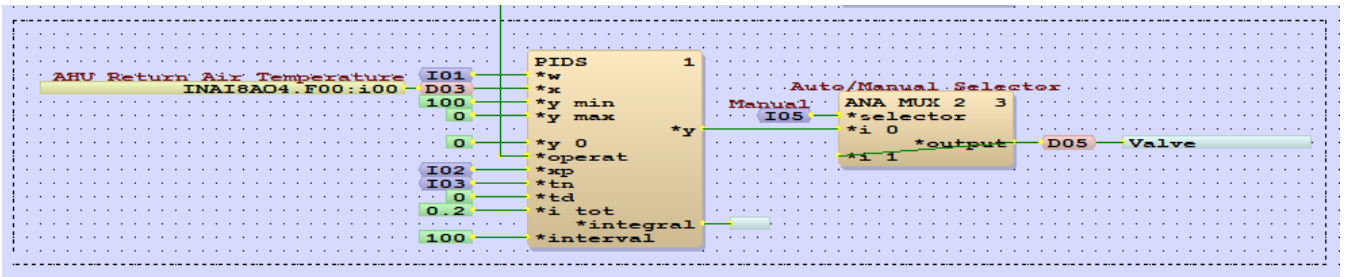 PIDS 1
AHU Return Air Temperature I01 *w
INAI8AO4.F00:i00 D03 *x
100 *y min
0 *y max
*y
0 *y 0
*operat
I02 *xp
I03 *tn
0 *td
0.2 *i tot
*integral
100 *interval
Auto/Manual Selector
Manual ANA MUX 2 3
I05 *selector
*i 0
*output D05 Valve
*i 1